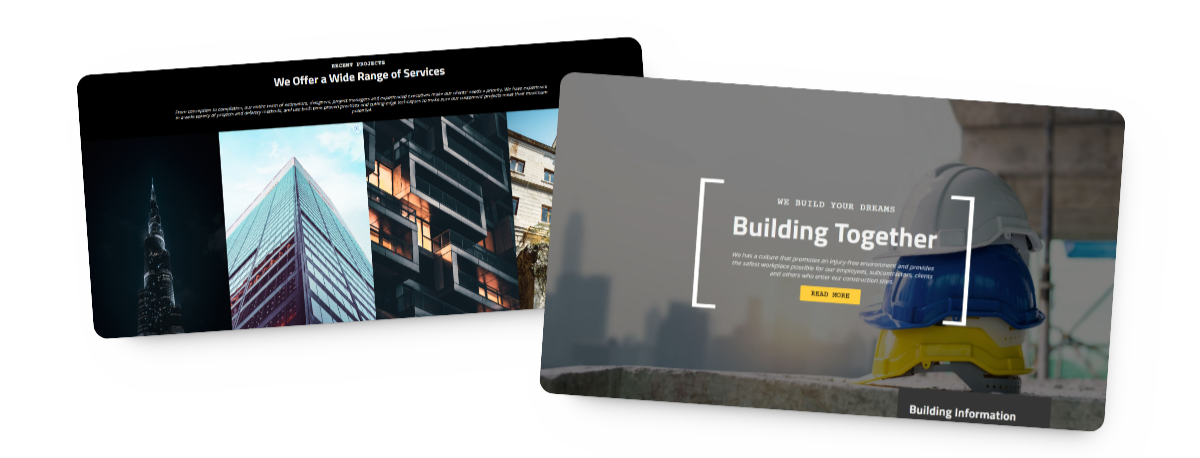 RECENT PROJECTS
We Offer a Wide Range of Services
From conception to completion, our entire team of estimators, designers, project managers and experienced executives make our clients' needs a priority. We have experience
in a wide variety of projects and delivery methods, and use both time-proven practices and cutting-edge techniques to make sure our customers' projects meet their maximum
potential.
WE BUILD YOUR DREAMS
Building Together
We has a culture that promotes an injury-free environment and provides
the safest workplace possible for our employees, subcontractors, clients
and others who enter our construction sites.
READ MORE
Building Information